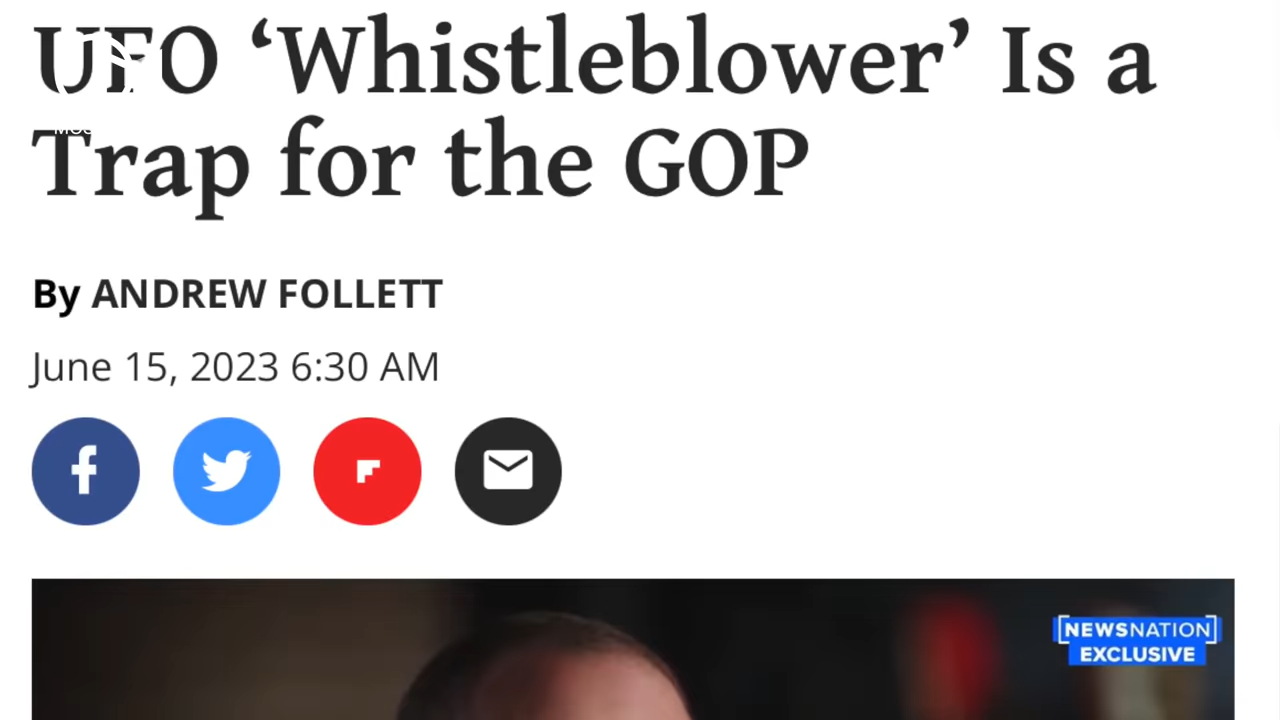 UFO ‘Whistleblower’ Is a
Trap for the GOP
By ANDREW FOLLETT
June 15, 2023 6:30 AM
NEWSNATION
EXCLUSIVE